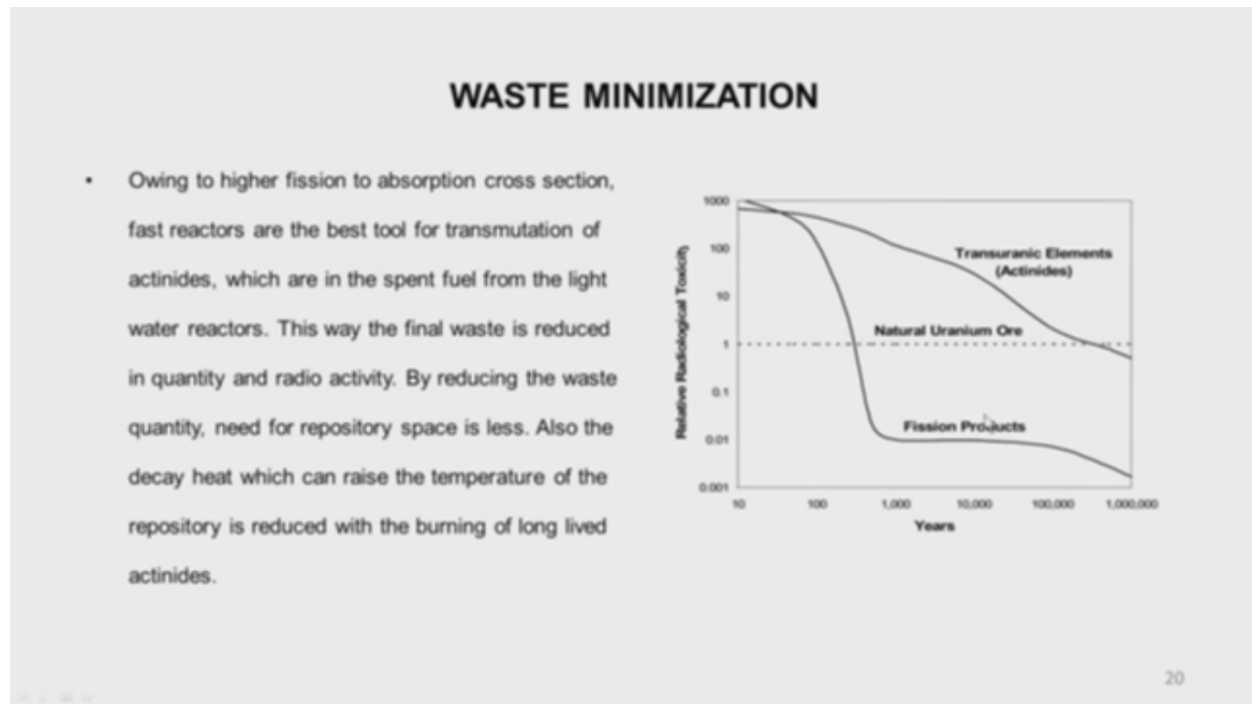 WASTE MINIMIZATION
• Owing to higher fission to absorption cross section,
fast reactors are the best tool for transmutation of
actinides, which are in the spent fuel from the light
water reactors. This way the final waste is reduced
in quantity and radio activity. By reducing the waste
quantity, need for repository space is less. Also the
decay heat which can raise the temperature of the
repository is reduced with the burning of long lived
actinides.
Relative Radiological Toxicity
1000
100
10
1
0.1
0.01
0.001
Transuranic Elements
(Actinides)
Natural Uranium Ore
Fission Products
10 100 1,000 10,000 100,000 1,000,000
Years
20